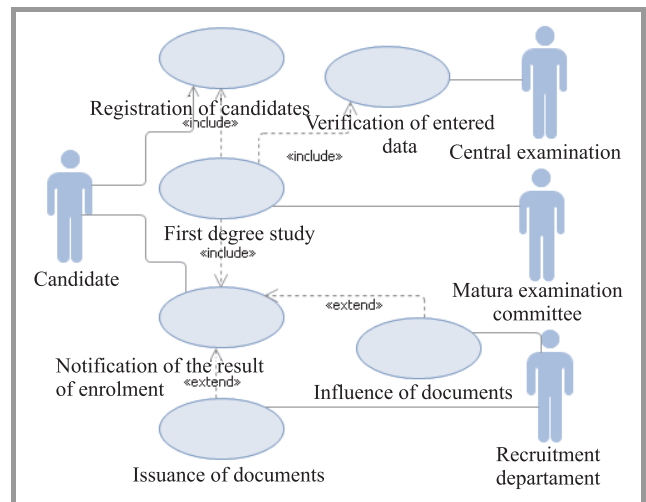 Registration of candidates
«include»
Verification of entered
data
«include»
Central examination
First degree study
«include»
Candidate
Matura examination
committee
«extend»
Notification of the result
of enrolment
«extend»
Influence of documents
Issuance of documents
Recruitment
departament